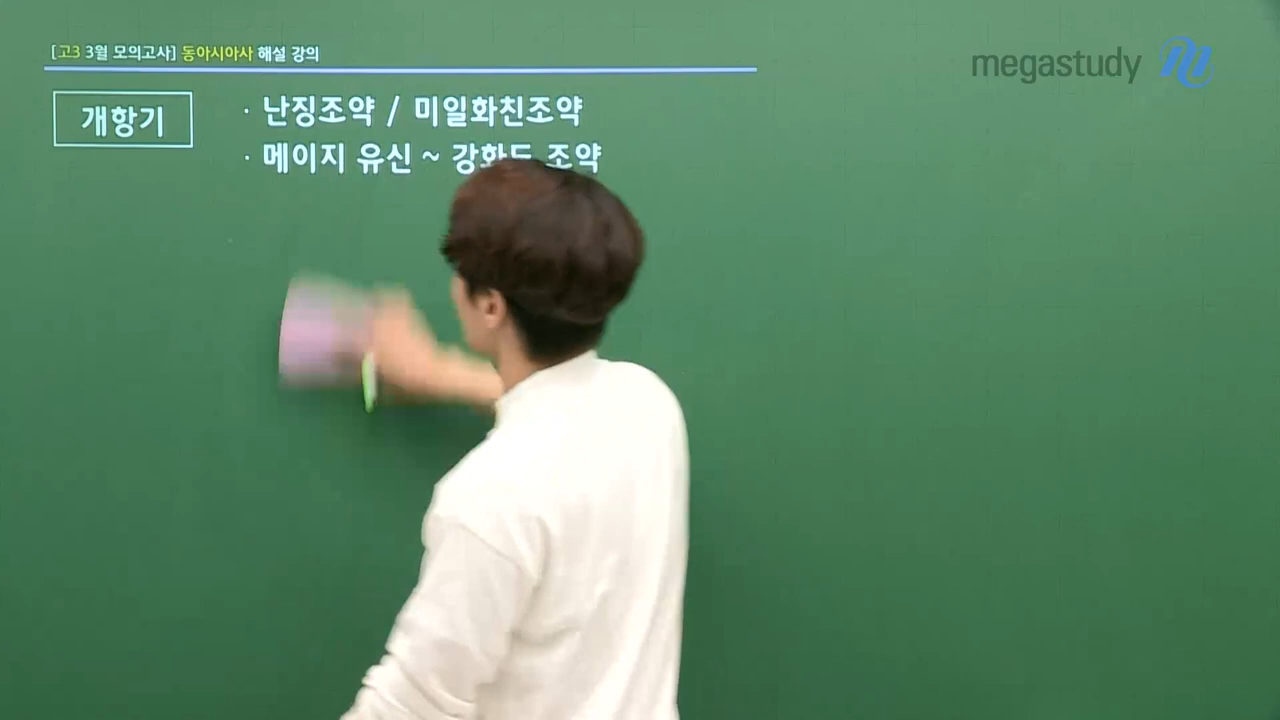 [고3 3월 모의고사] 동아시아사 해설 강의
megastudy
개항기
· 난징조약 / 미일화친조약
· 메이지 유신 ~ 강화도 조약